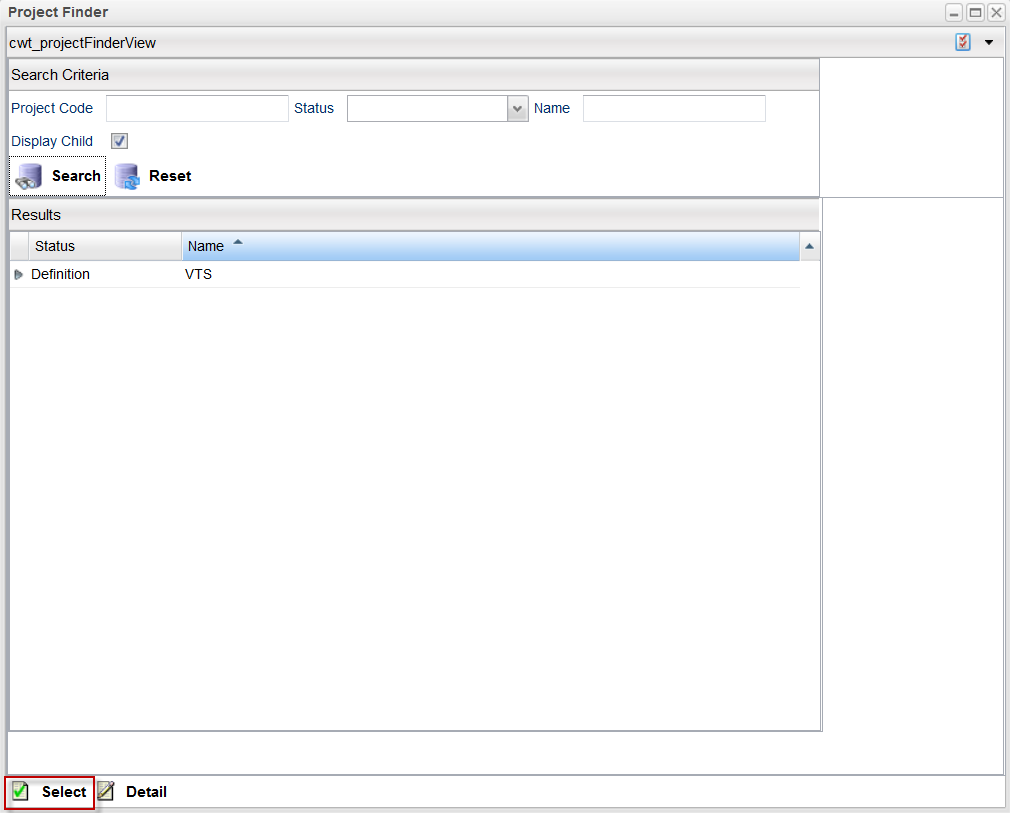 Project Finder
cwt_projectFinderView
Search Criteria
Project Code Status Name
Display Child
Search Reset
Results
Status Name
Definition VTS
Select Detail